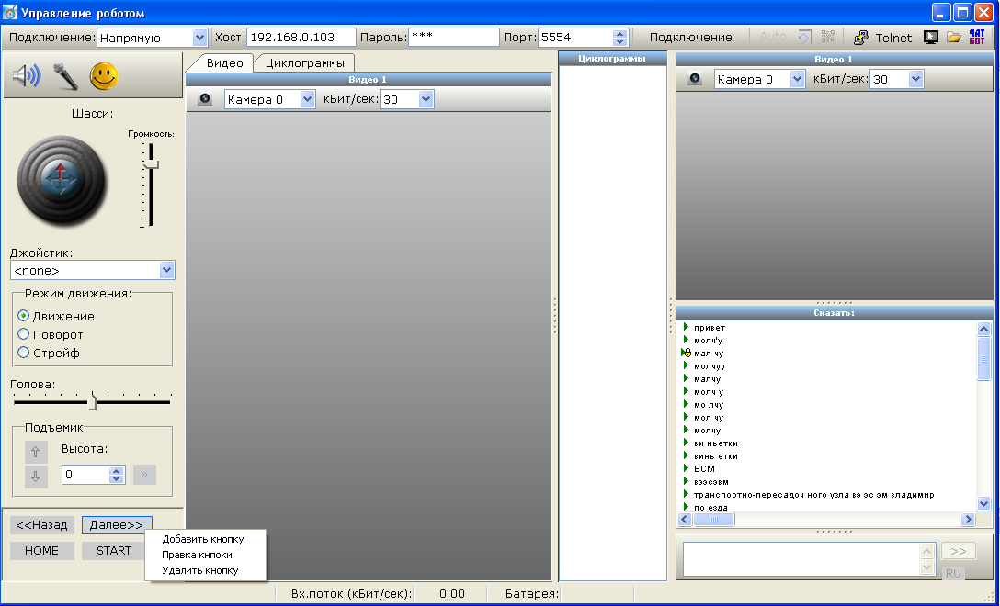 Управление роботом
Подключение: Напрямую Хост: 192.168.0.103 Пароль: *** Порт: 5554 Подключение Auto Telnet ЧАТ БОТ
Видео Циклограммы
Видео 1
Камера 0 кБит/сек: 30
Шасси:
Громкость:
Джойстик:
<none>
Режим движения:
Движение
Поворот
Стрейф
Голова:
Подъемик
Высота:
0 »
<<Назад Далее>>
HOME START
Добавить кнопку
Правка кнпоки
Удалить кнопку
Циклограммы
Видео 1
Камера 0 кБит/сек: 30
Сказать:
привет
молч'у
мал чу
молчуу
малчу
молч у
мо лчу
мол чу
молчу
ви ньетки
винь етки
ВСМ
вээсэвм
транспортно-пересадоч ного узла вэ эс эм владимир
по езда
>>
RU
Вх.поток (кБит/сек): 0.00 Батарея: